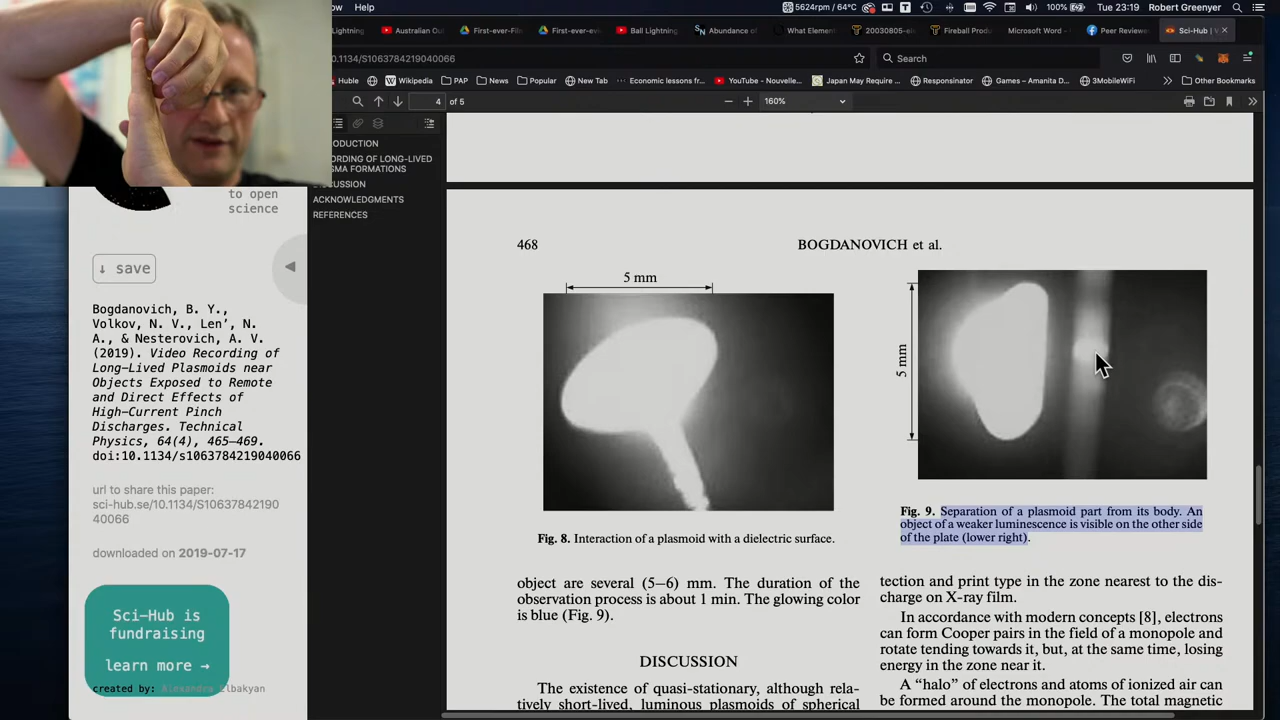 ow Help
5624rpm / 64°C
100%
Tue 23:19
Robert Greenyer
Lightning
Australian Out
First-ever-Film
First-ever-evi
Ball Lightning
Abundance of
What Elemen
20030805-ei
Fireball Produ
Microsoft Word -
Peer Reviewe
Sci-Hub | V
0.1134/S1063784219040066
Search
Huble
Wikipedia
PAP
News
Popular
New Tab
Economic lessons fr...
YouTube - Nouvelle...
Japan May Require ...
Responsinator
Games – Amanita D...
3MobileWiFi
Other Bookmarks
4 of 5
160%
to open
science
↓ save
Bogdanovich, B. Y.,
Volkov, N. V., Len', N.
A., & Nesterovich, A. V.
(2019). Video Recording of
Long-Lived Plasmoids near
Objects Exposed to Remote
and Direct Effects of
High-Current Pinch
Discharges. Technical
Physics, 64(4), 465–469.
doi:10.1134/s1063784219040066
url to share this paper:
sci-hub.se/10.1134/S10637842190
40066
downloaded on 2019-07-17
Sci-Hub is
fundraising
learn more →
created by: Alexandra Elbakyan
ODUCTION
ORDING OF LONG-LIVED
SMA FORMATIONS
USSION
ACKNOWLEDGMENTS
REFERENCES
468
BOGDANOVICH et al.
5 mm
Fig. 8. Interaction of a plasmoid with a dielectric surface.
object are several (5–6) mm. The duration of the
observation process is about 1 min. The glowing color
is blue (Fig. 9).
DISCUSSION
The existence of quasi-stationary, although rela-
tively short-lived, luminous plasmoids of spherical
5 mm
Fig. 9. Separation of a plasmoid part from its body. An
object of a weaker luminescence is visible on the other side
of the plate (lower right).
tection and print type in the zone nearest to the dis-
charge on X-ray film.
In accordance with modern concepts [8], electrons
can form Cooper pairs in the field of a monopole and
rotate tending towards it, but, at the same time, losing
energy in the zone near it.
A “halo” of electrons and atoms of ionized air can
be formed around the monopole. The total magnetic